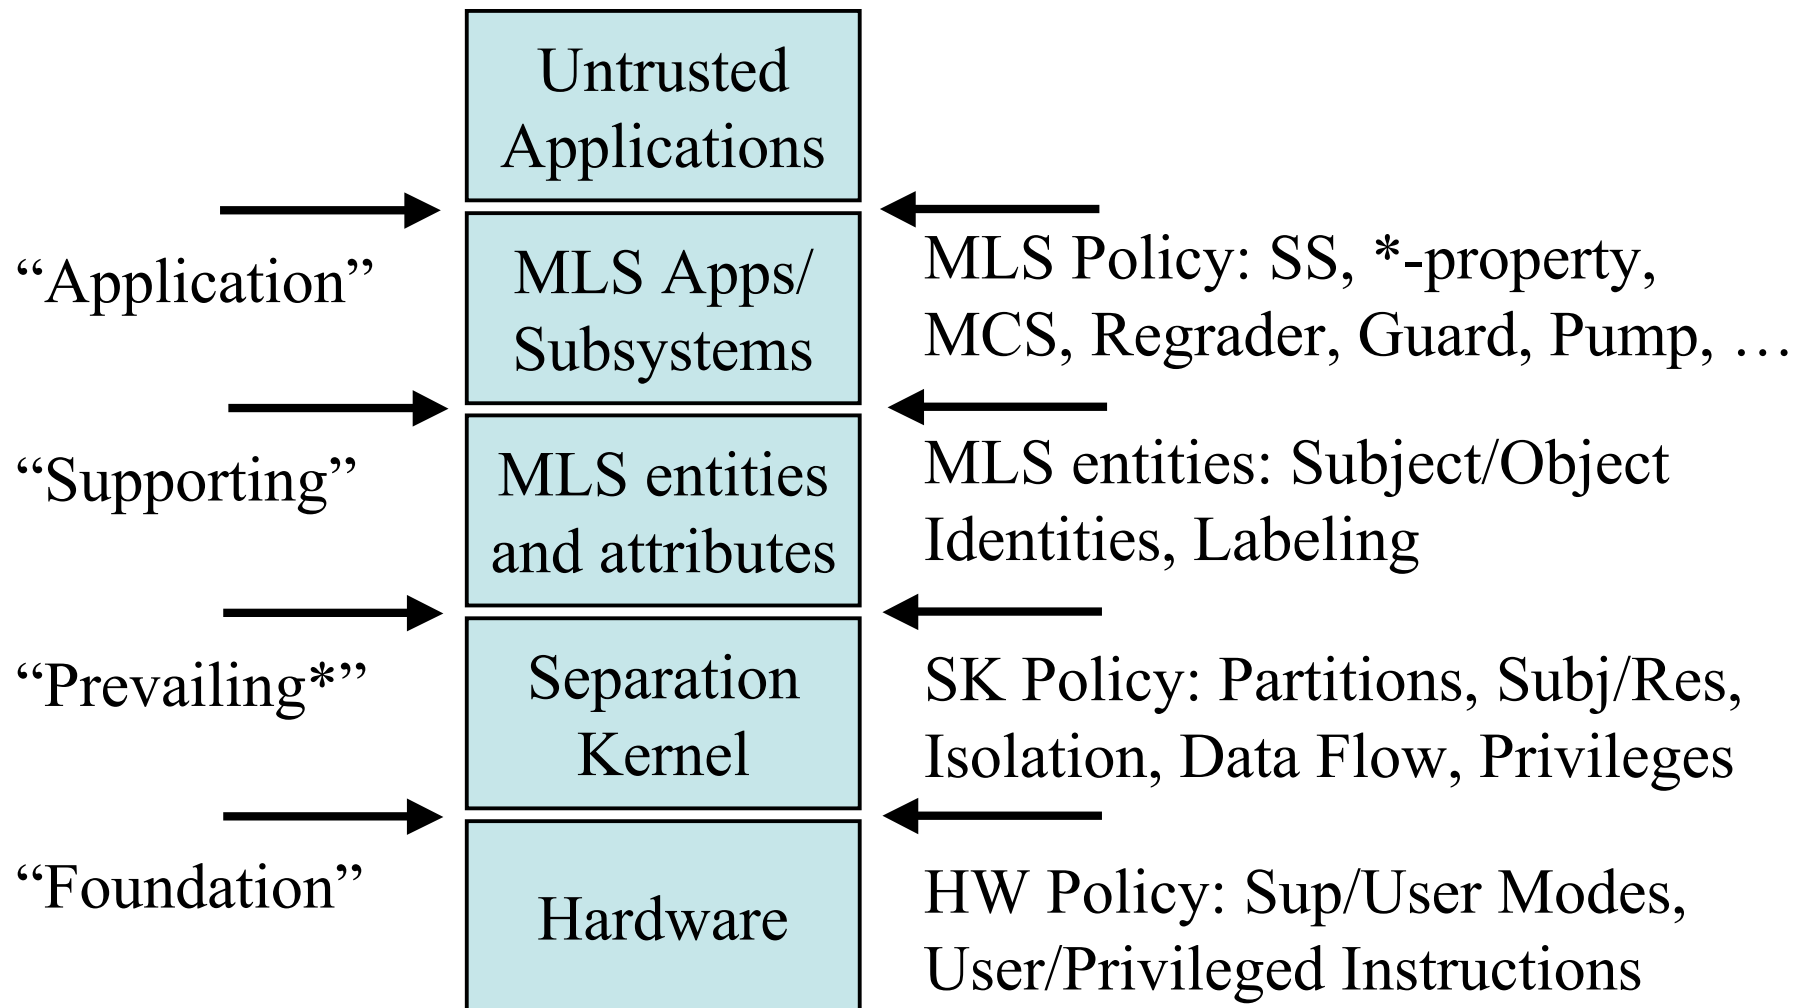 Untrusted
Applications
“Application”
MLS Apps/
Subsystems
MLS Policy: SS, *-property,
MCS, Regrader, Guard, Pump, …
“Supporting”
MLS entities
and attributes
MLS entities: Subject/Object
Identities, Labeling
“Prevailing*”
Separation
Kernel
SK Policy: Partitions, Subj/Res,
Isolation, Data Flow, Privileges
“Foundation”
Hardware
HW Policy: Sup/User Modes,
User/Privileged Instructions